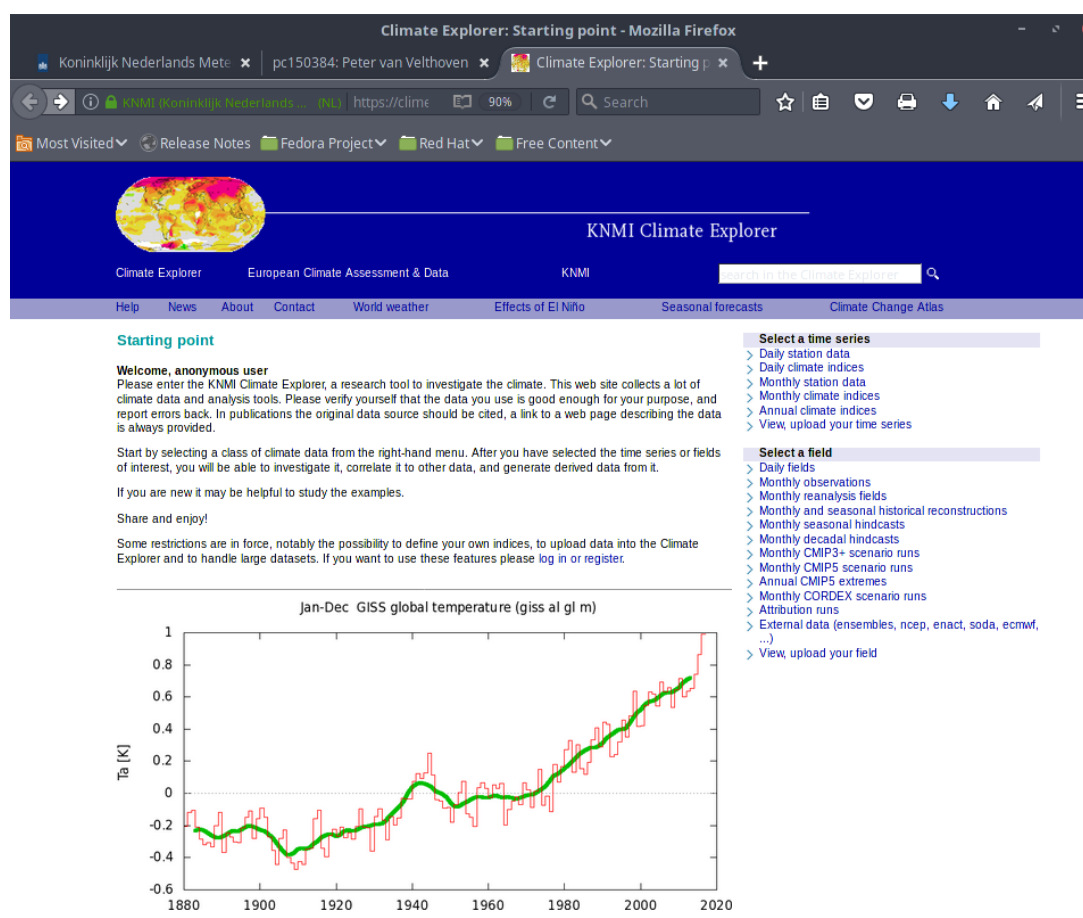 Climate Explorer: Starting point - Mozilla Firefox
Koninklijk Nederlands Mete
pc150384: Peter van Velthoven
Climate Explorer: Starting p
KNMI (Koninklijk Nederlands ... (NL)
https://clime
90%
Search
Most Visited
Release Notes
Fedora Project
Red Hat
Free Content
KNMI Climate Explorer
Climate Explorer
European Climate Assessment & Data
KNMI
search in the Climate Explorer
Help
News
About
Contact
World weather
Effects of El Niño
Seasonal forecasts
Climate Change Atlas
Starting point
Welcome, anonymous user
Please enter the KNMI Climate Explorer, a research tool to investigate the climate. This web site collects a lot of
climate data and analysis tools. Please verify yourself that the data you use is good enough for your purpose, and
report errors back. In publications the original data source should be cited, a link to a web page describing the data
is always provided.
Start by selecting a class of climate data from the right-hand menu. After you have selected the time series or fields
of interest, you will be able to investigate it, correlate it to other data, and generate derived data from it.
If you are new it may be helpful to study the examples.
Share and enjoy!
Some restrictions are in force, notably the possibility to define your own indices, to upload data into the Climate
Explorer and to handle large datasets. If you want to use these features please log in or register.
Select a time series
Daily station data
Daily climate indices
Monthly station data
Monthly climate indices
Annual climate indices
View, upload your time series
Select a field
Daily fields
Monthly observations
Monthly reanalysis fields
Monthly and seasonal historical reconstructions
Monthly seasonal hindcasts
Monthly decadal hindcasts
Monthly CMIP3+ scenario runs
Monthly CMIP5 scenario runs
Annual CMIP5 extremes
Monthly CORDEX scenario runs
Attribution runs
External data (ensembles, ncep, enact, soda, ecmwf,
...)
View, upload your field
Jan-Dec GISS global temperature (giss al gl m)
Ta [K]
1
0.8
0.6
0.4
0.2
0
-0.2
-0.4
-0.6
1880
1900
1920
1940
1960
1980
2000
2020